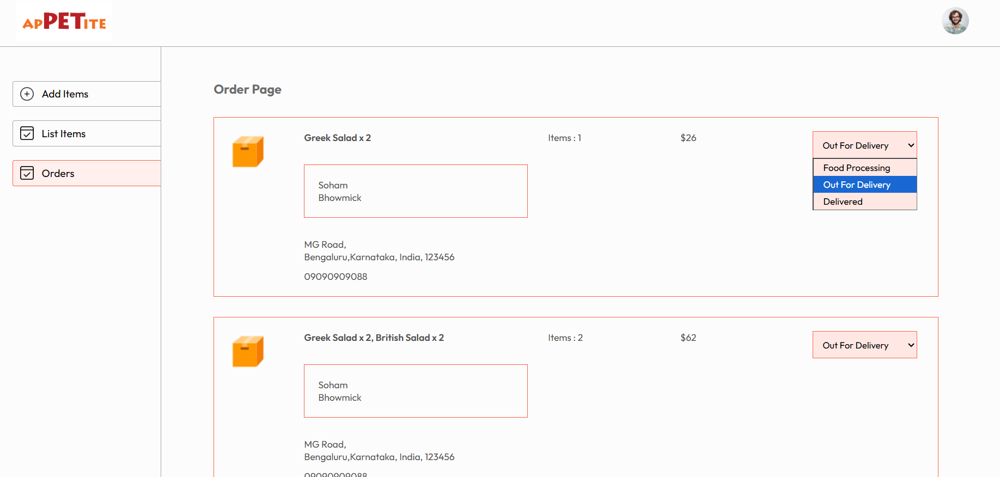 APPETITE
Add Items
List Items
Orders
Order Page
Greek Salad x 2
Items : 1
$26
Out For Delivery
Food Processing
Out For Delivery
Delivered
Soham
Bhowmick
MG Road,
Bengaluru,Karnataka, India, 123456
09090909088
Greek Salad x 2, British Salad x 2
Items : 2
$62
Out For Delivery
Soham
Bhowmick
MG Road,
Bengaluru,Karnataka, India, 123456
09090909088